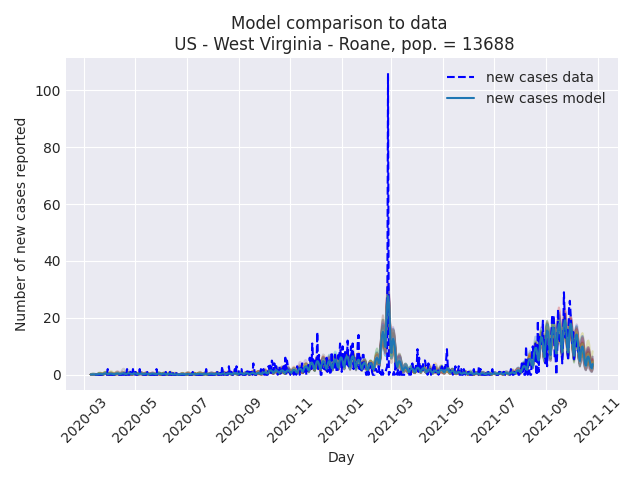 Model comparison to data
US - West Virginia - Roane, pop. = 13688
new cases data
new cases model
Number of new cases reported
100
80
60
40
20
0
2020-03
2020-05
2020-07
2020-09
2020-11
2021-01
2021-03
2021-05
2021-07
2021-09
2021-11
Day